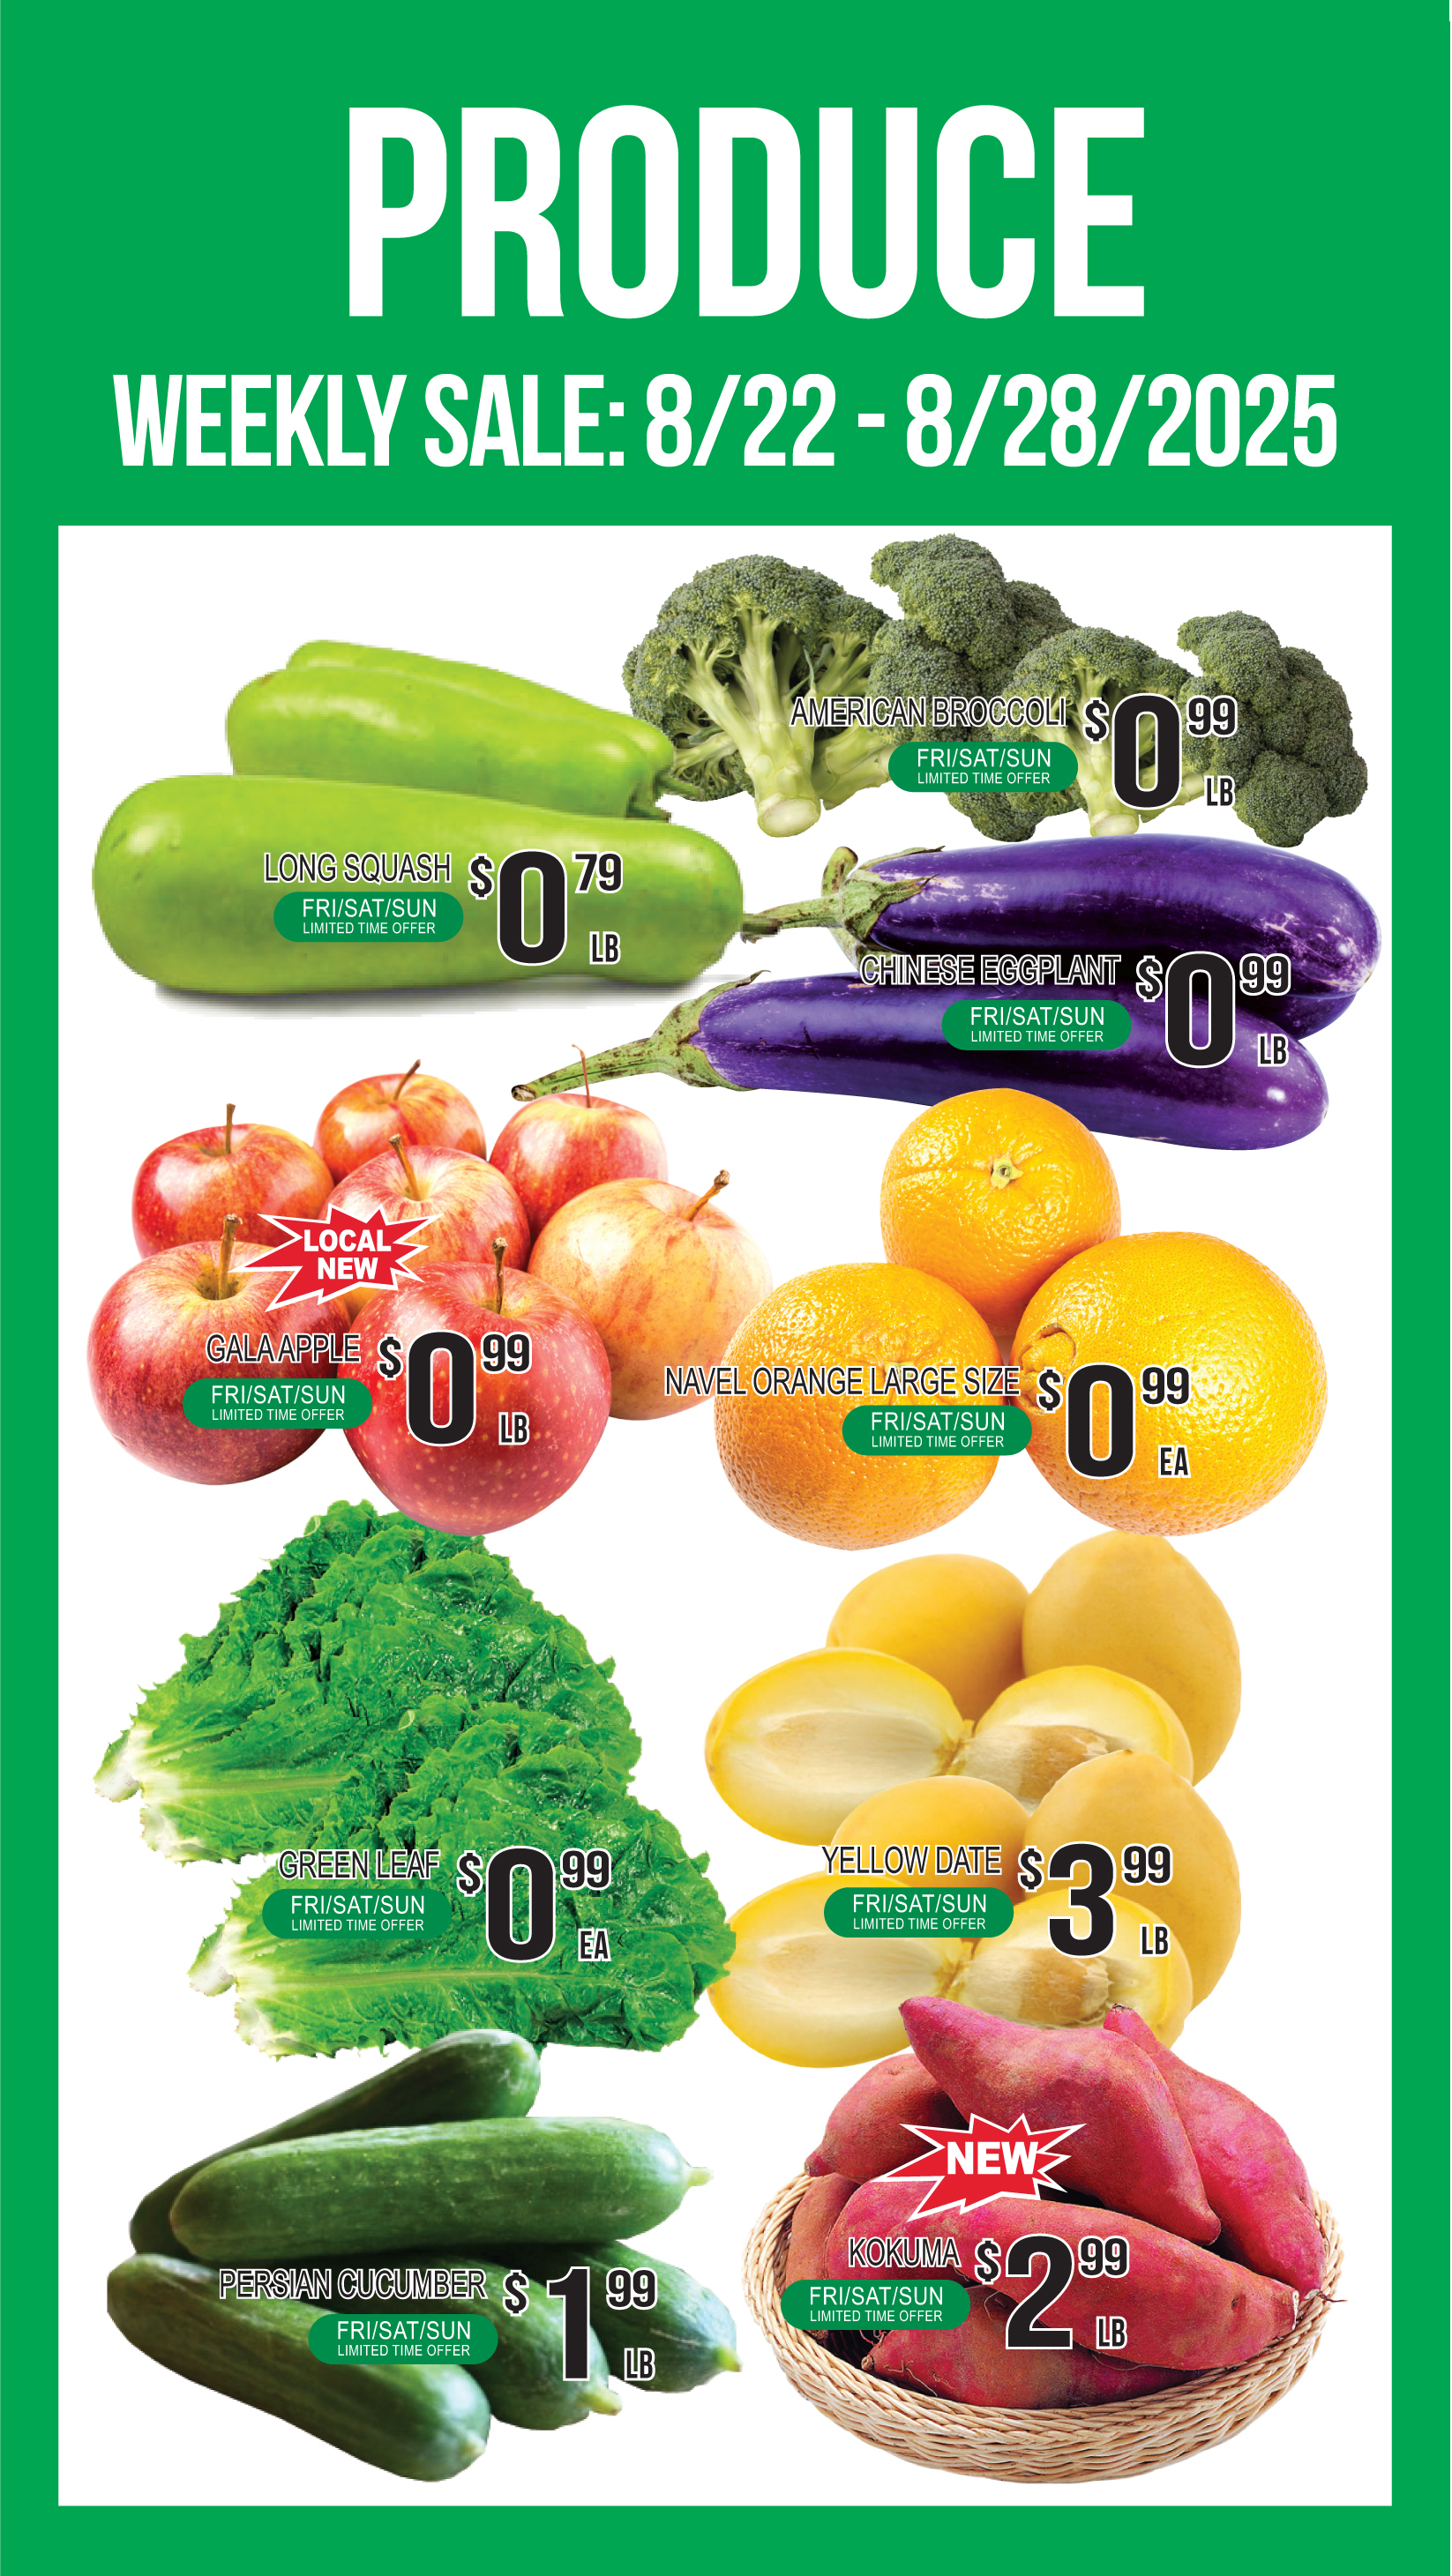 PRODUCE
WEEKLY SALE: 8/22 - 8/28/2025
AMERICAN BROCCOLI $0 99 LB
FRI/SAT/SUN
LIMITED TIME OFFER
LONG SQUASH $0 79 LB
FRI/SAT/SUN
LIMITED TIME OFFER
CHINESE EGGPLANT $0 99 LB
FRI/SAT/SUN
LIMITED TIME OFFER
LOCAL
NEW
GALA APPLE $0 99 LB
FRI/SAT/SUN
LIMITED TIME OFFER
NAVEL ORANGE LARGE SIZE $0 99 EA
FRI/SAT/SUN
LIMITED TIME OFFER
GREEN LEAF $0 99 EA
FRI/SAT/SUN
LIMITED TIME OFFER
YELLOW DATE $3 99 LB
FRI/SAT/SUN
LIMITED TIME OFFER
PERSIAN CUCUMBER $1 99 LB
FRI/SAT/SUN
LIMITED TIME OFFER
NEW
KOKUMA $2 99 LB
FRI/SAT/SUN
LIMITED TIME OFFER